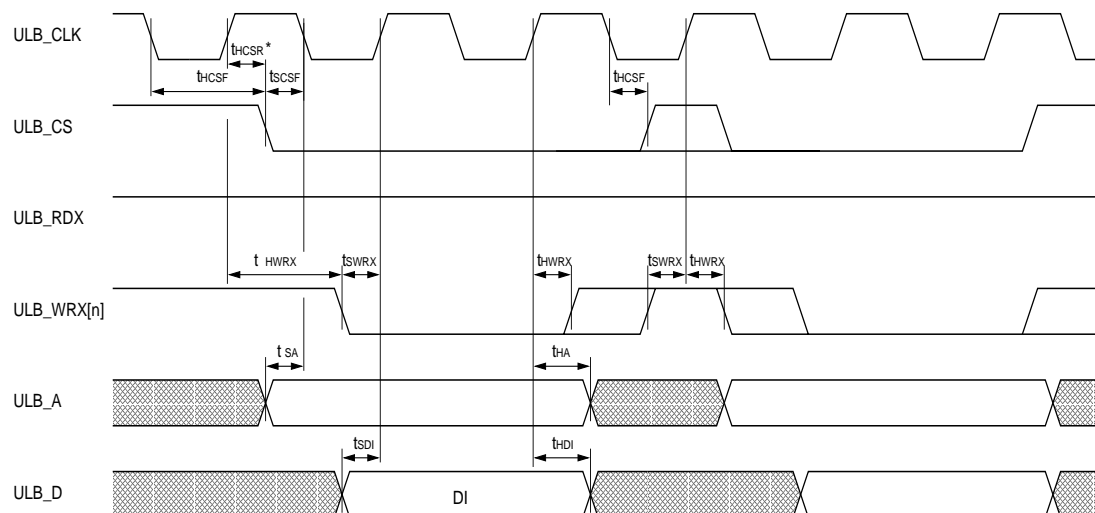 ULB_CLK
tHCSR *
tHCSF
tSCSF
tHCSF
ULB_CS
ULB_RDX
t HWRX
tSWRX
tHWRX
tSWRX
tHWRX
ULB_WRX[n]
t SA
tHA
ULB_A
tSDI
tHDI
ULB_D
DI